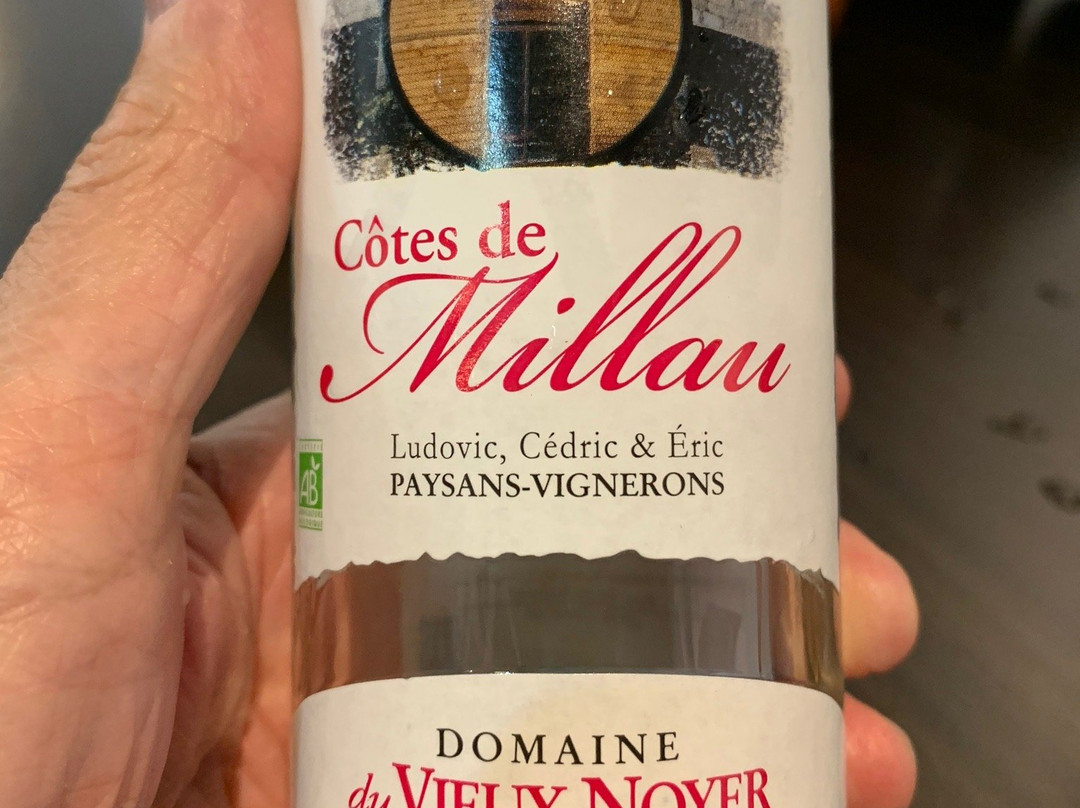 Côtes de
Millau
Ludovic, Cédric & Éric
PAYSANS-VIGNERONS
AB
DOMAINE
du VIEUX NOYER